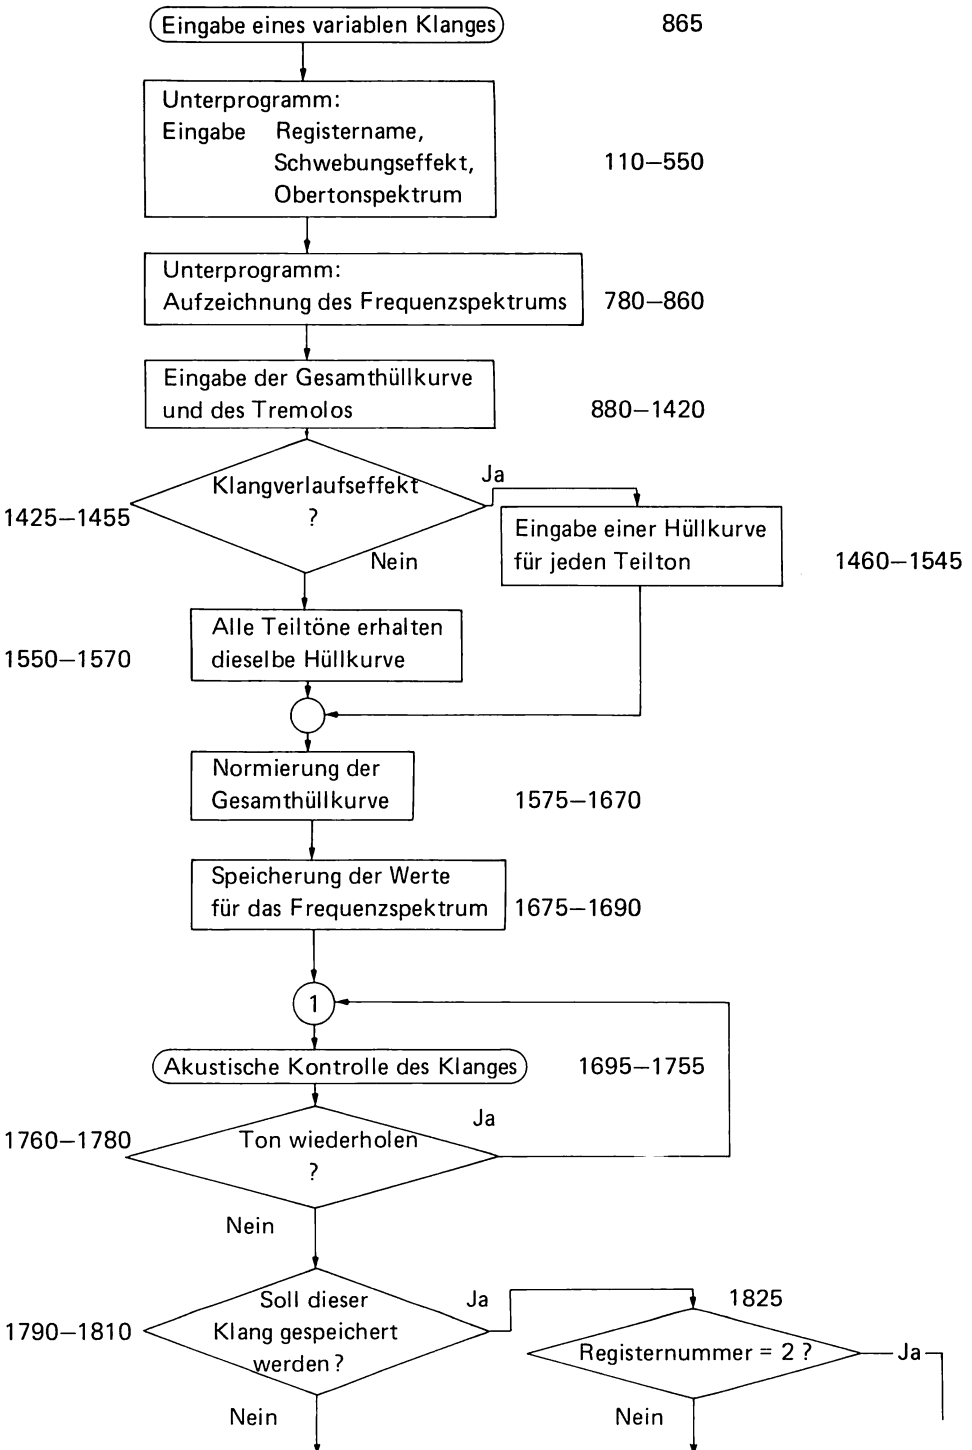 Eingabe eines variablen Klanges 865
Unterprogramm:
Eingabe Registername,
Schwebungseffekt, 110—550
Obertonspektrum
Unterprogramm:
Aufzeichnung des Frequenzspektrums 780—860
Eingabe der Gesamthüllkurve
und des Tremolos 880—1420
Klangverlaufseffekt
?
Ja
1425—1455
Nein
Eingabe einer Hüllkurve
für jeden Teilton 1460—1545
Alle Teiltöne erhalten
1550—1570 dieselbe Hüllkurve
Normierung der
Gesamthüllkurve 1575—1670
Speicherung der Werte
für das Frequenzspektrum 1675—1690
1
Akustische Kontrolle des Klanges 1695—1755
Ja
1760—1780 Ton wiederholen
?
Nein
Soll dieser Ja 1825
1790—1810 Klang gespeichert
werden? Registernummer = 2 ? Ja
Nein Nein